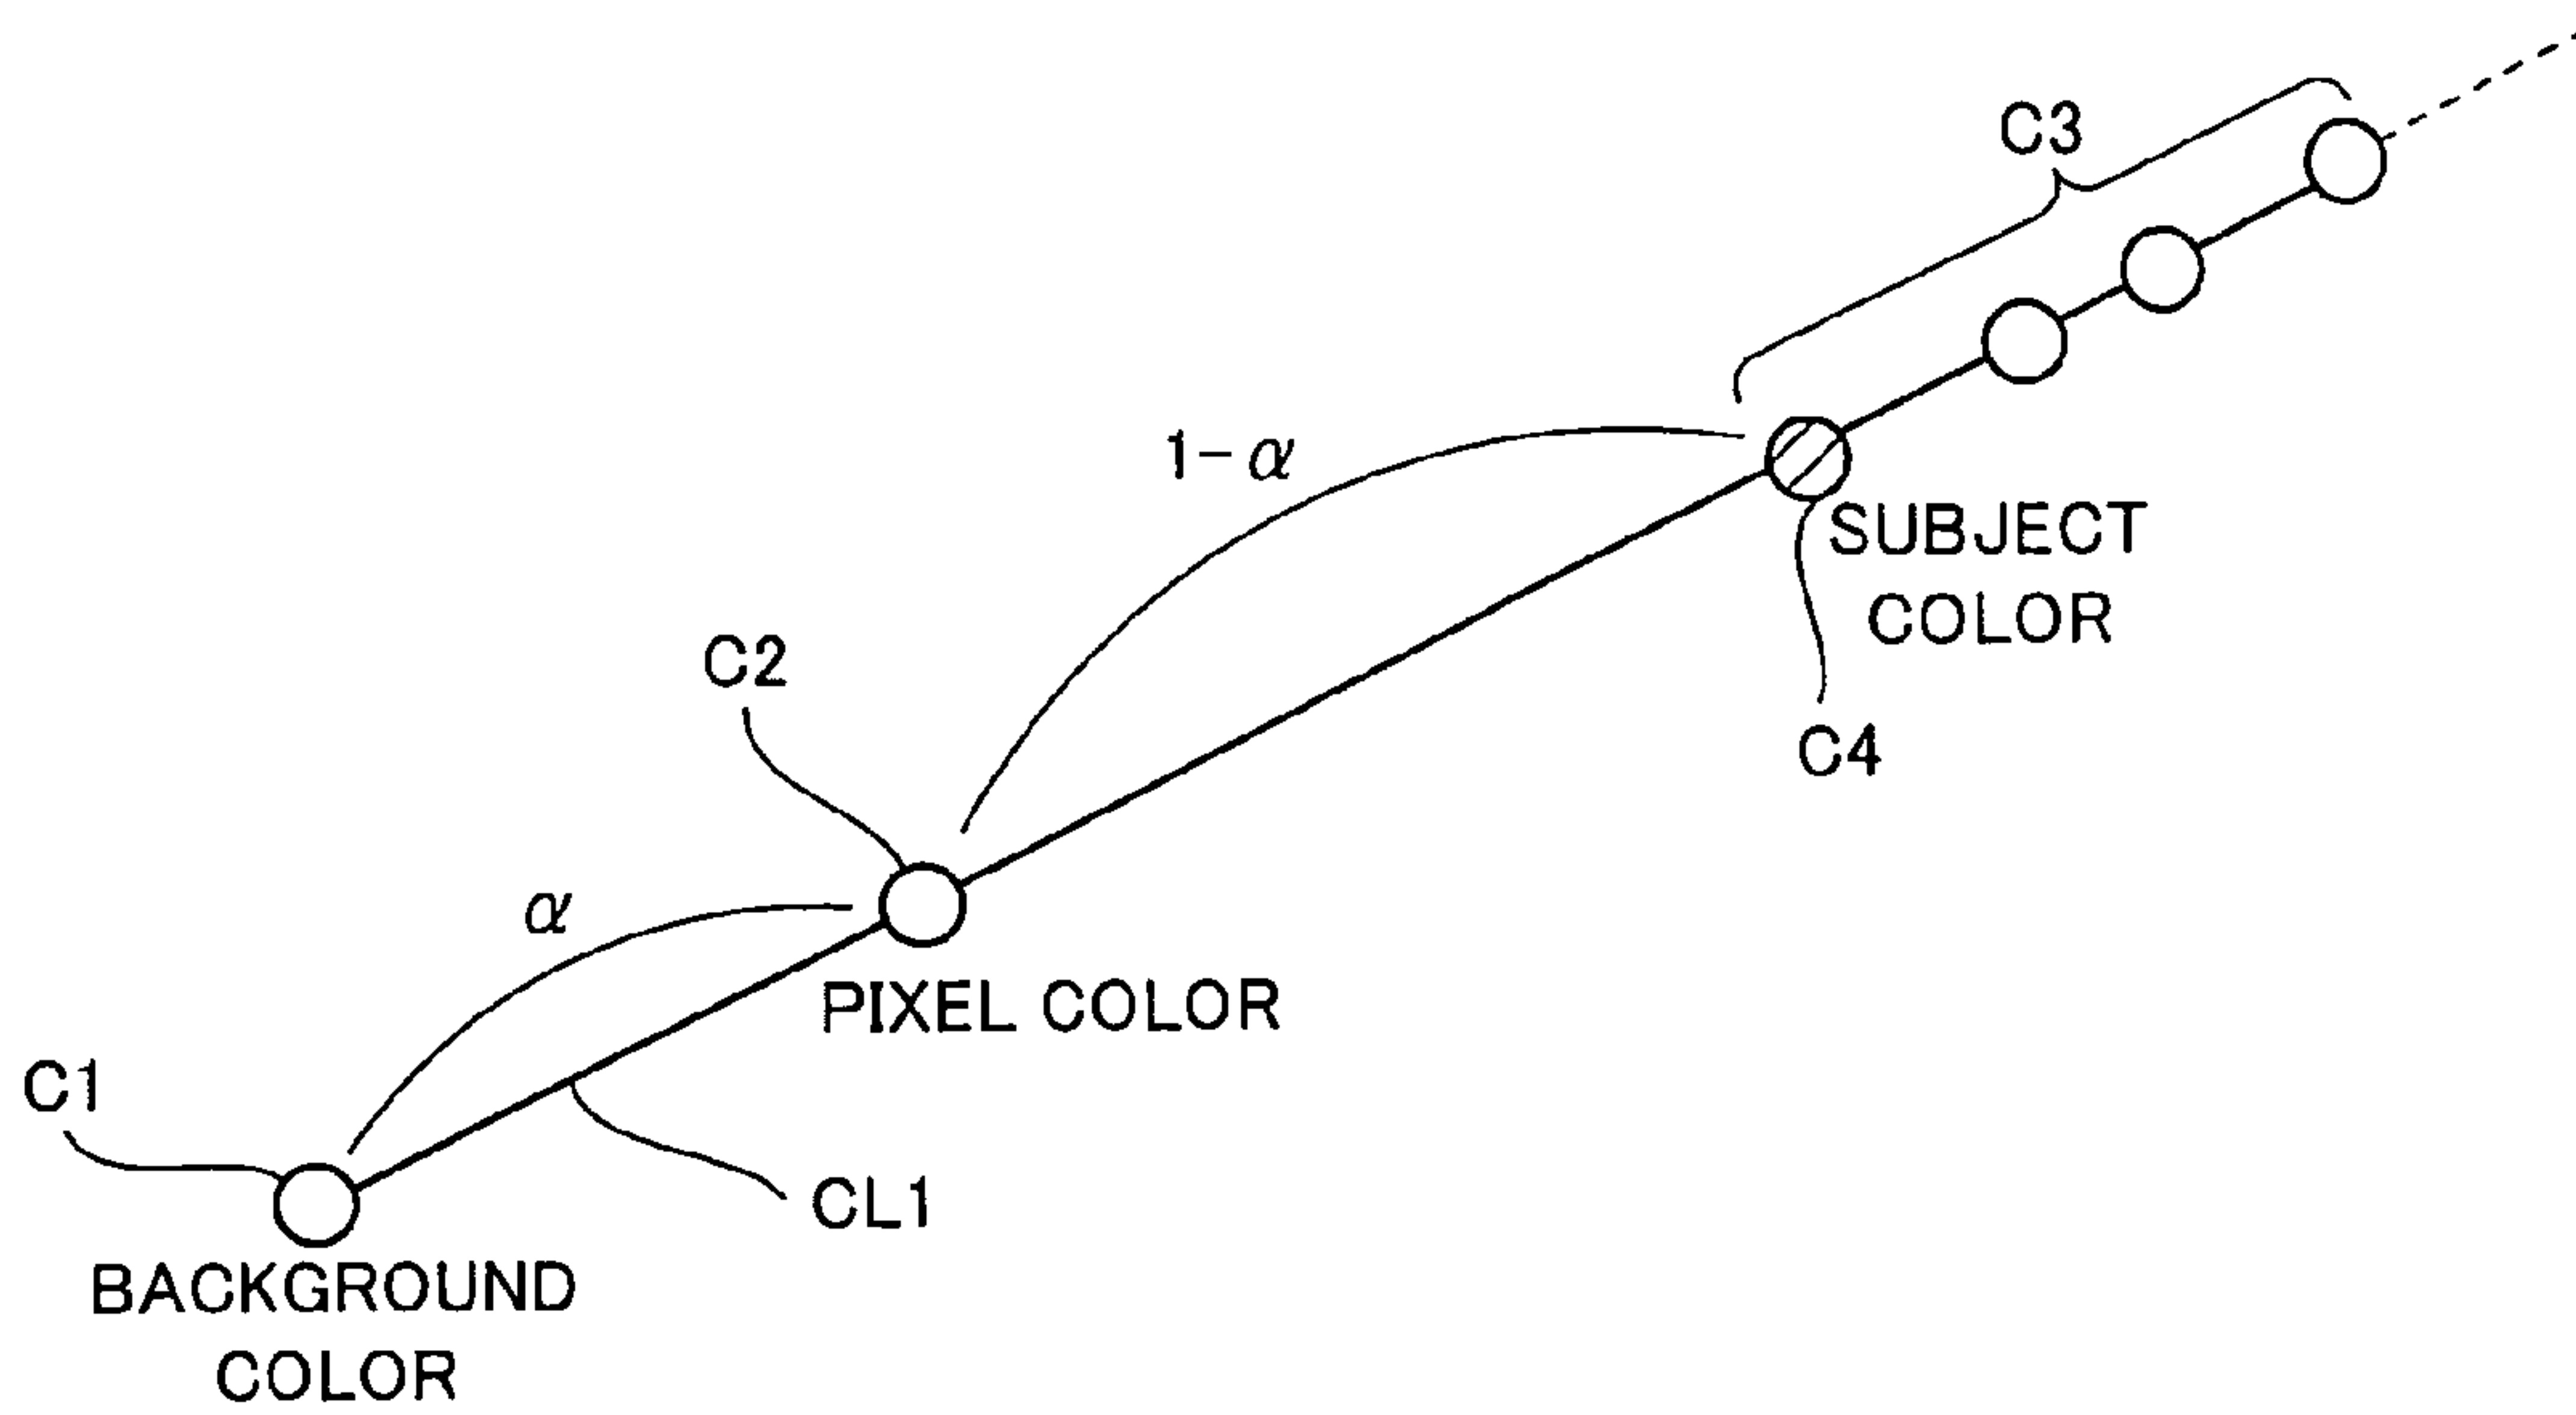 C3
1-α
SUBJECT
COLOR
C2
C4
α
PIXEL COLOR
C1
CL1
BACKGROUND
COLOR